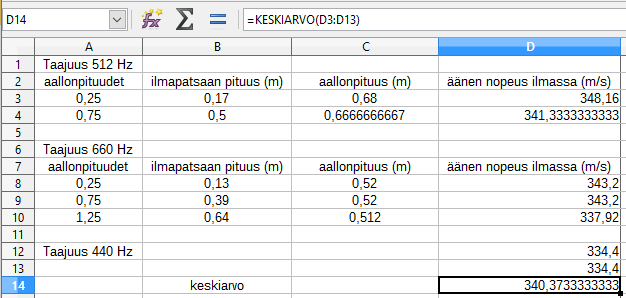 D14 =KESKIARVO(D3:D13)
A B C D
1 Taajuus 512 Hz
2 aallonpituudet ilmapatsaan pituus (m) aallonpituus (m) äänen nopeus ilmassa (m/s)
3 0,25 0,17 0,68 348,16
4 0,75 0,5 0,6666666667 341,3333333333
5
6 Taajuus 660 Hz
7 aallonpituudet ilmapatsaan pituus (m) aallonpituus (m) äänen nopeus ilmassa (m/s)
8 0,25 0,13 0,52 343,2
9 0,75 0,39 0,52 343,2
10 1,25 0,64 0,512 337,92
11
12 Taajuus 440 Hz 334,4
13 334,4
14 keskiarvo 340,3733333333